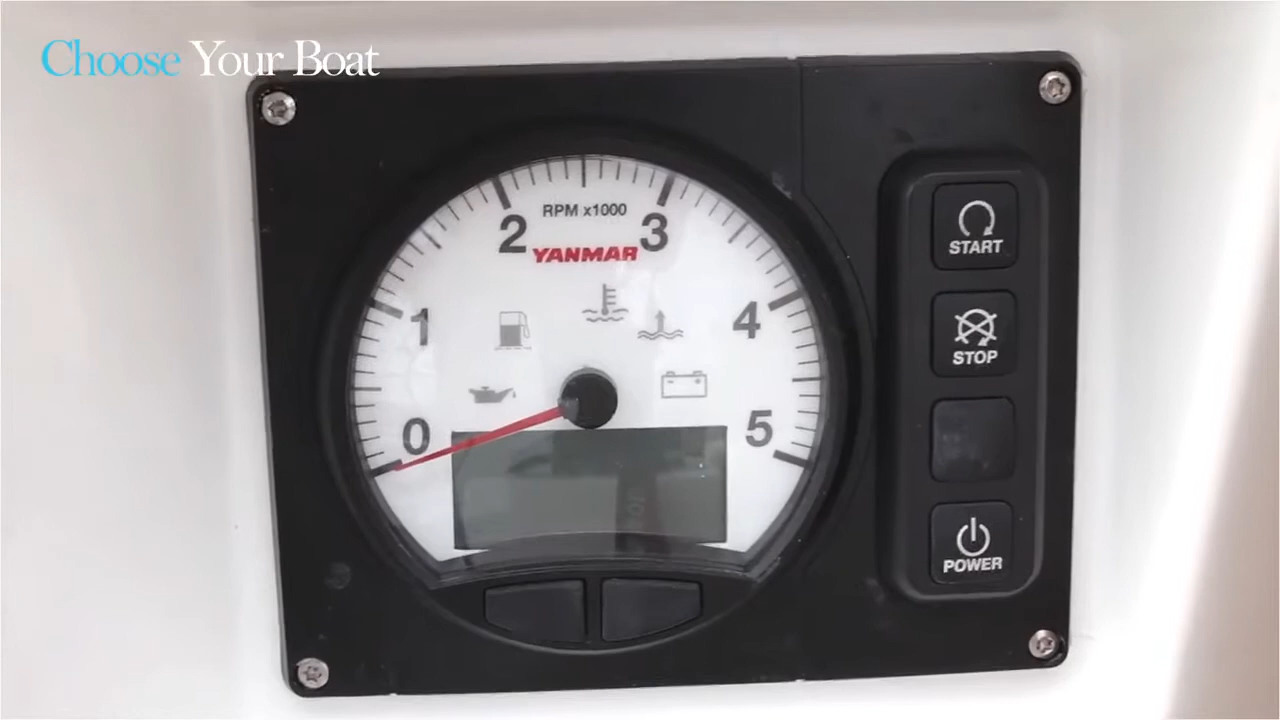 Choose Your Boat
RPM x1000
0
1
2
3
4
5
YANMAR
START
STOP
POWER